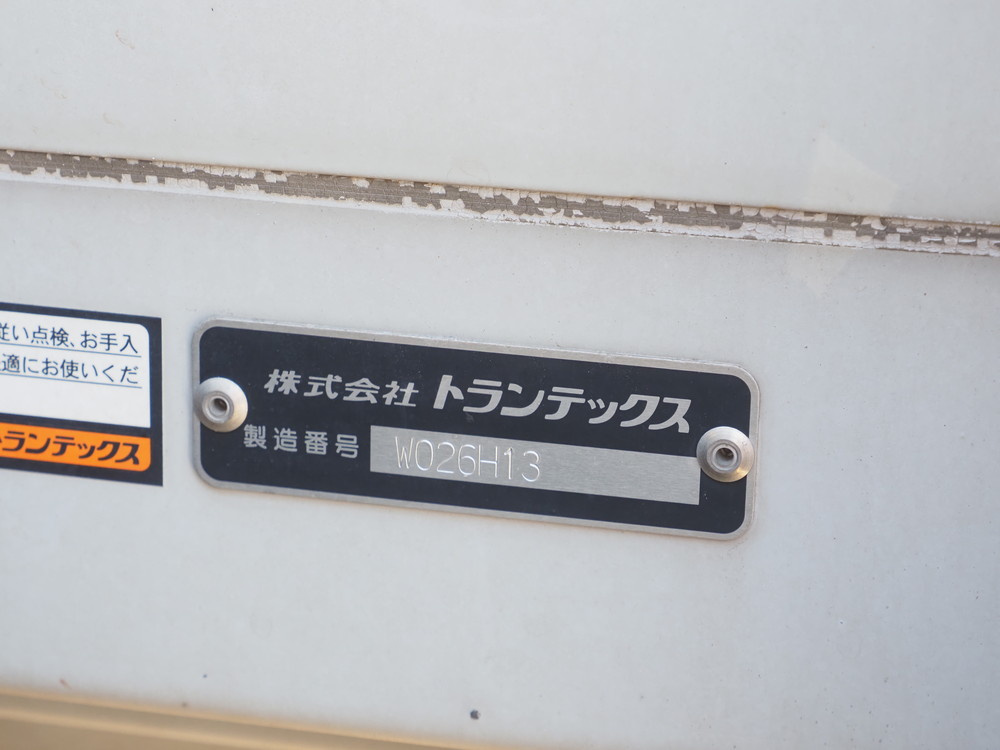 従い点検、お手入
適にお使いくだ
トランテックス
株式会社 トランテックス
製造番号 W026H13